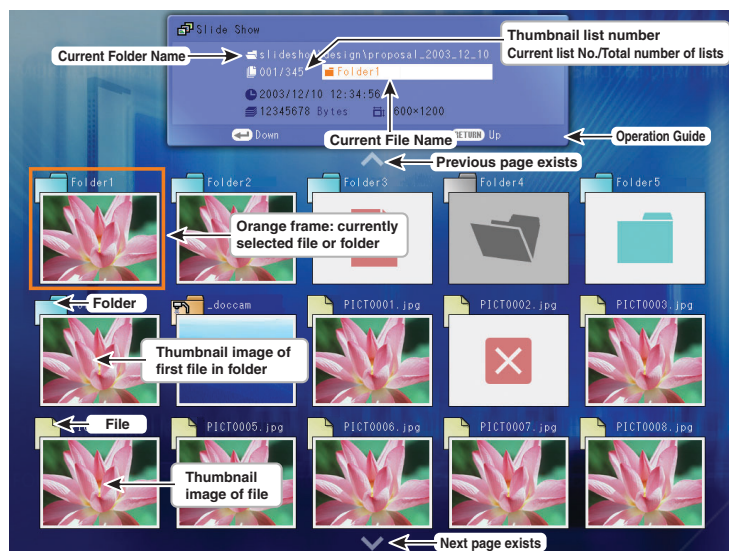 Slide Show
Thumbnail list number
Current list No./Total number of lists
Current Folder Name
slidesho design\proposal_2003_12_10
001/345 Folder1
2003/12/10 12:34:56
12345678 Bytes 600×1200
Down
Current File Name
RETURN Up
Operation Guide
Previous page exists
Folder1 Folder2 Folder3 Folder4 Folder5
Orange frame: currently
selected file or folder
Folder
_doccam PICT0001.jpg PICT0002.jpg PICT0003.jpg
Thumbnail image of
first file in folder
File
PICT0005.jpg PICT0006.jpg PICT0007.jpg PICT0008.jpg
Thumbnail
image of file
Next page exists